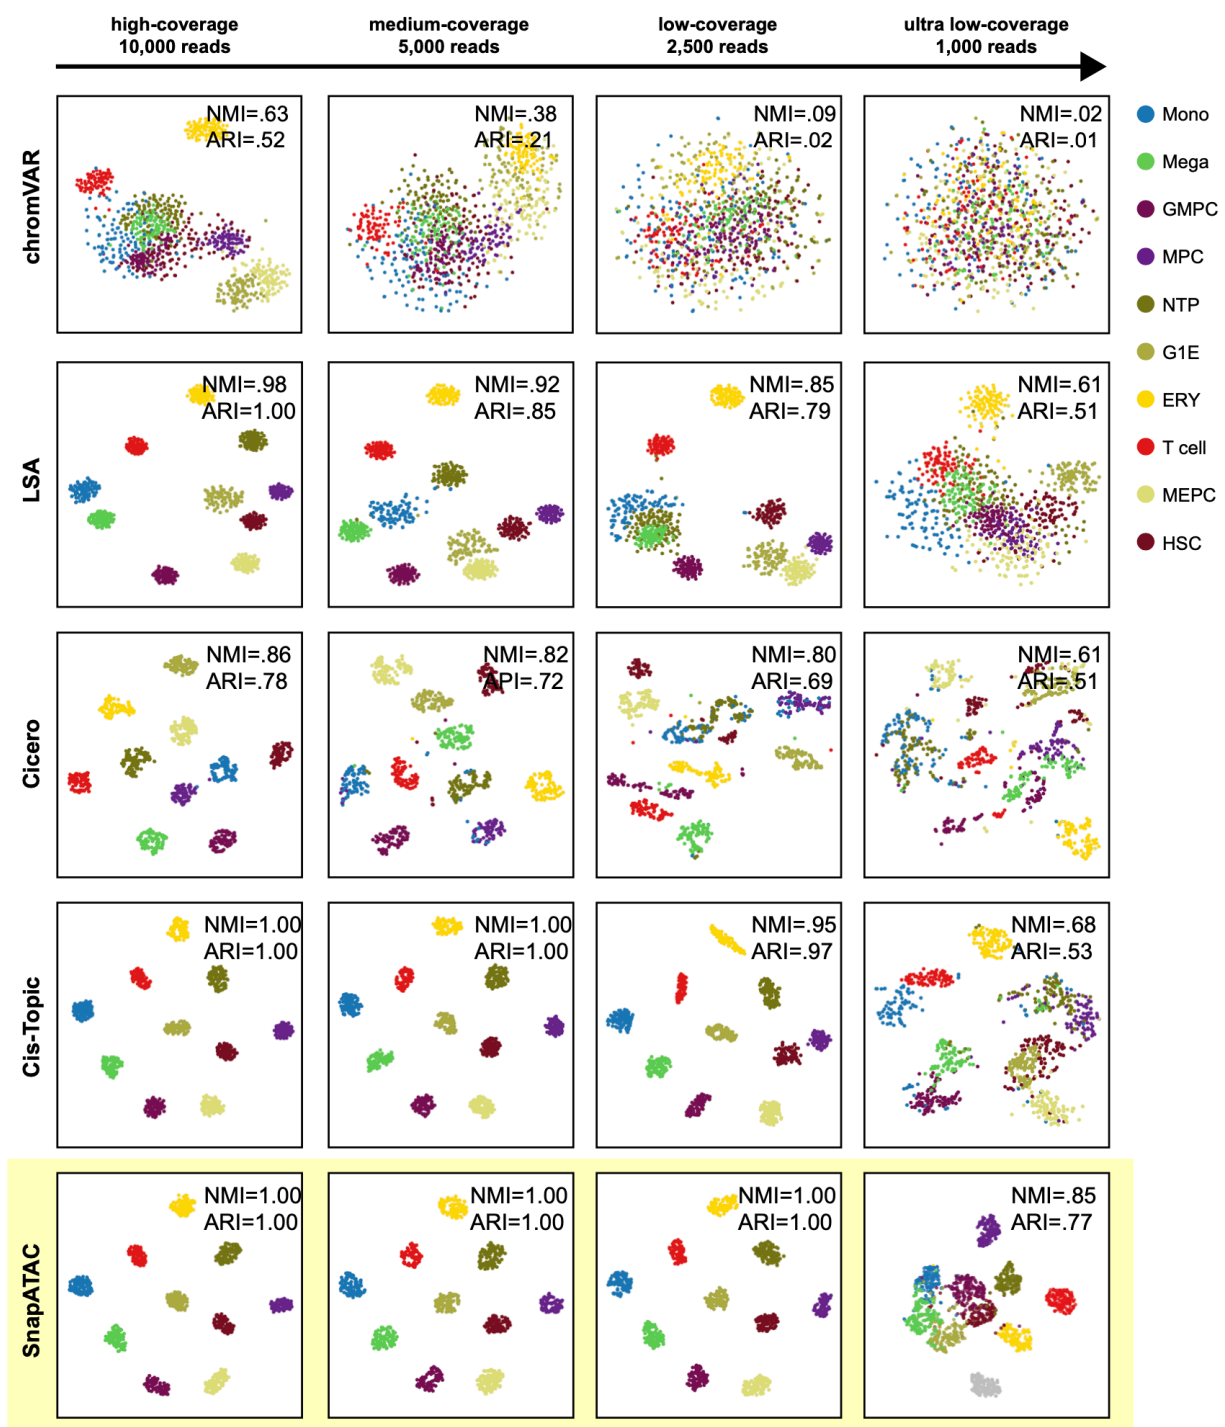 high-coverage
10,000 reads
medium-coverage
5,000 reads
low-coverage
2,500 reads
ultra low-coverage
1,000 reads
chromVAR
NMI=.63
ARI=.52
NMI=.38
ARI=.21
NMI=.09
ARI=.02
NMI=.02
ARI=.01
Mono
Mega
GMPC
MPC
NTP
G1E
ERY
T cell
MEPC
HSC
LSA
NMI=.98
ARI=1.00
NMI=.92
ARI=.85
NMI=.85
ARI=.79
NMI=.61
ARI=.51
Cicero
NMI=.86
ARI=.78
NMI=.82
API=.72
NMI=.80
ARI=.69
NMI=.61
ARI=.51
Cis-Topic
NMI=1.00
ARI=1.00
NMI=1.00
ARI=1.00
NMI=.95
ARI=.97
NMI=.68
ARI=.53
SnapATAC
NMI=1.00
ARI=1.00
NMI=1.00
ARI=1.00
NMI=1.00
ARI=1.00
NMI=.85
ARI=.77